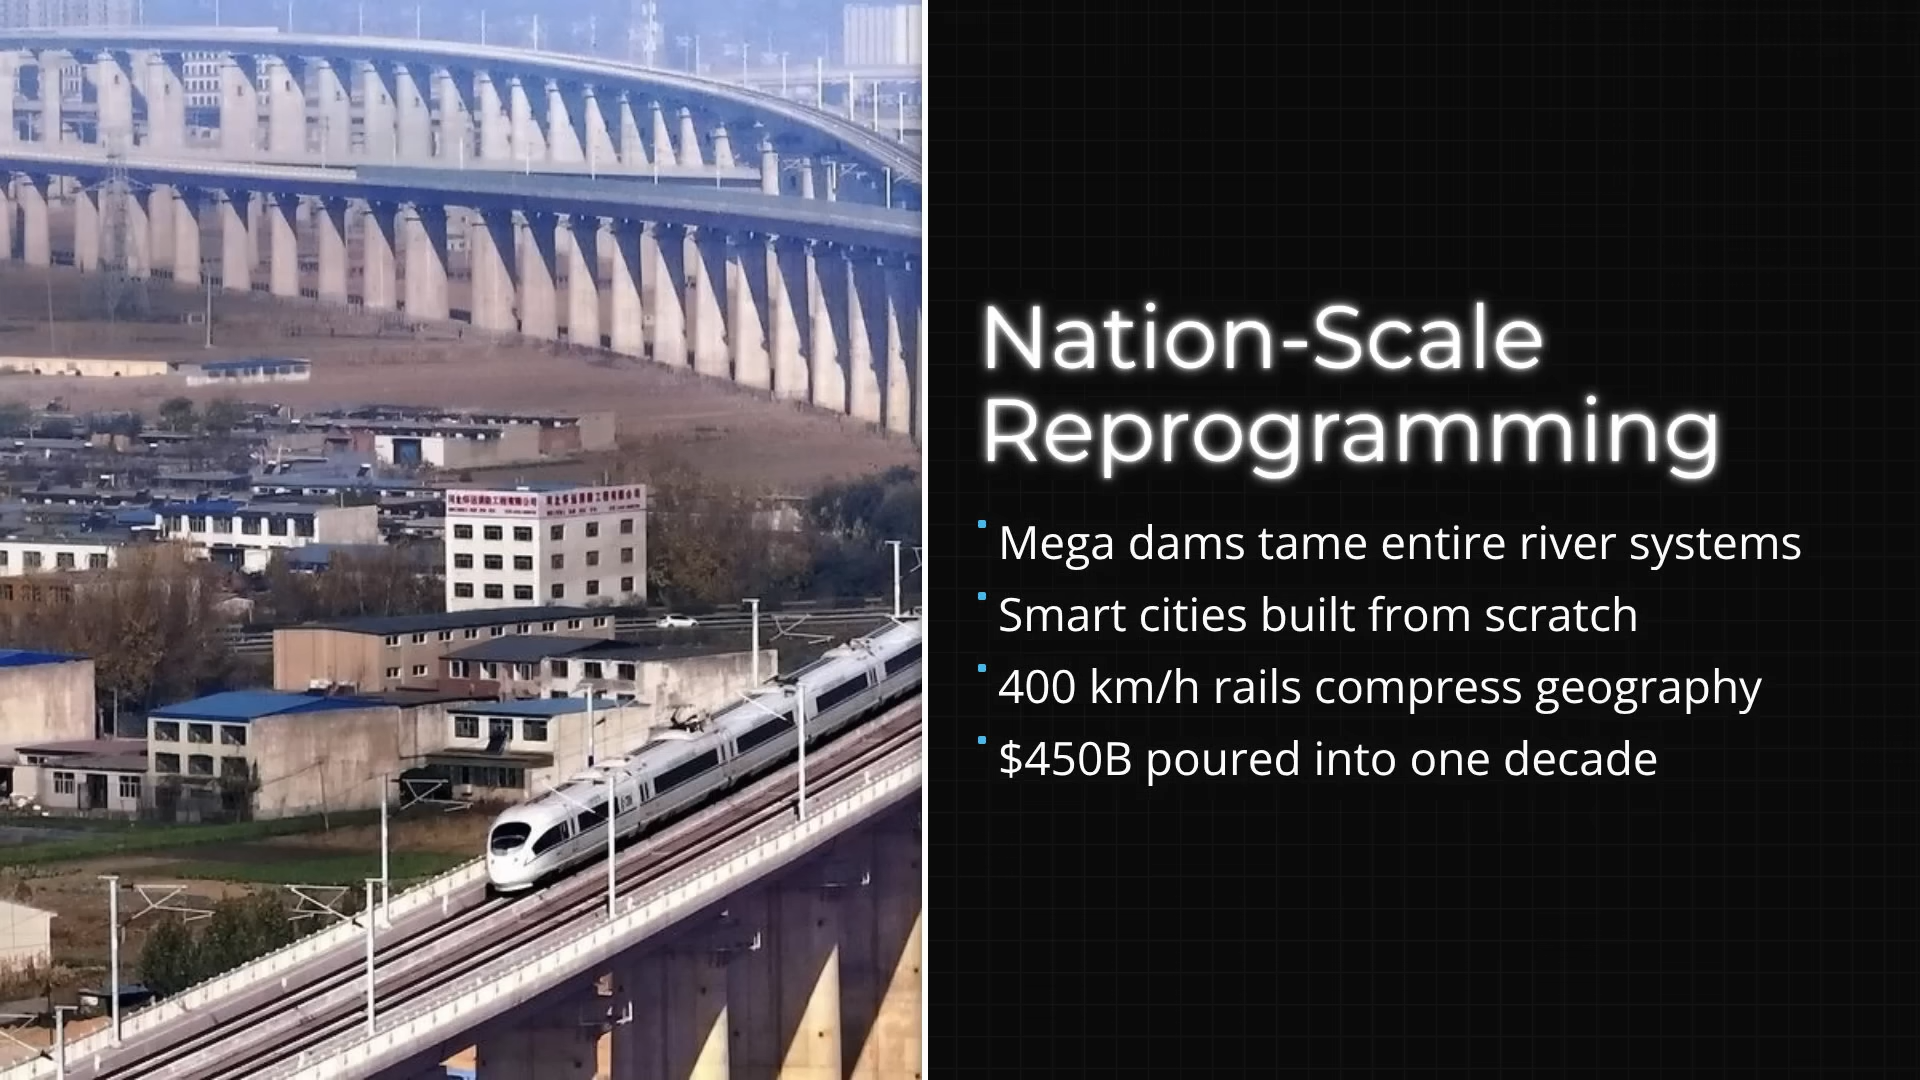 Nation-Scale
Reprogramming
Mega dams tame entire river systems
Smart cities built from scratch
400 km/h rails compress geography
$450B poured into one decade